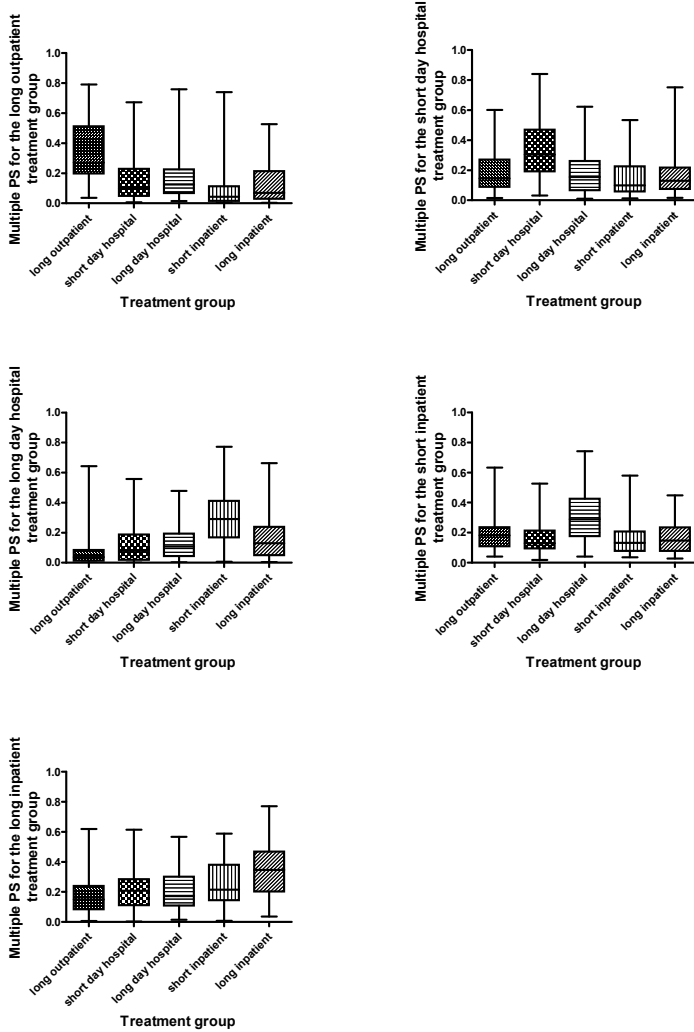 Multiple PS for the long outpatient
treatment group
1.0
0.8
0.6
0.4
0.2
0.0
long outpatient
short day hospital
long day hospital
short inpatient
long inpatient
Treatment group
Multiple PS for the short day hospital
treatment group
1.0
0.8
0.6
0.4
0.2
0.0
long outpatient
short day hospital
long day hospital
short inpatient
long inpatient
Treatment group
Multiple PS for the long day hospital
treatment group
1.0
0.8
0.6
0.4
0.2
0.0
long outpatient
short day hospital
long day hospital
short inpatient
long inpatient
Treatment group
Multiple PS for the short inpatient
treatment group
1.0
0.8
0.6
0.4
0.2
0.0
long outpatient
short day hospital
long day hospital
short inpatient
long inpatient
Treatment group
Multiple PS for the long inpatient
treatment group
1.0
0.8
0.6
0.4
0.2
0.0
long outpatient
short day hospital
long day hospital
short inpatient
long inpatient
Treatment group